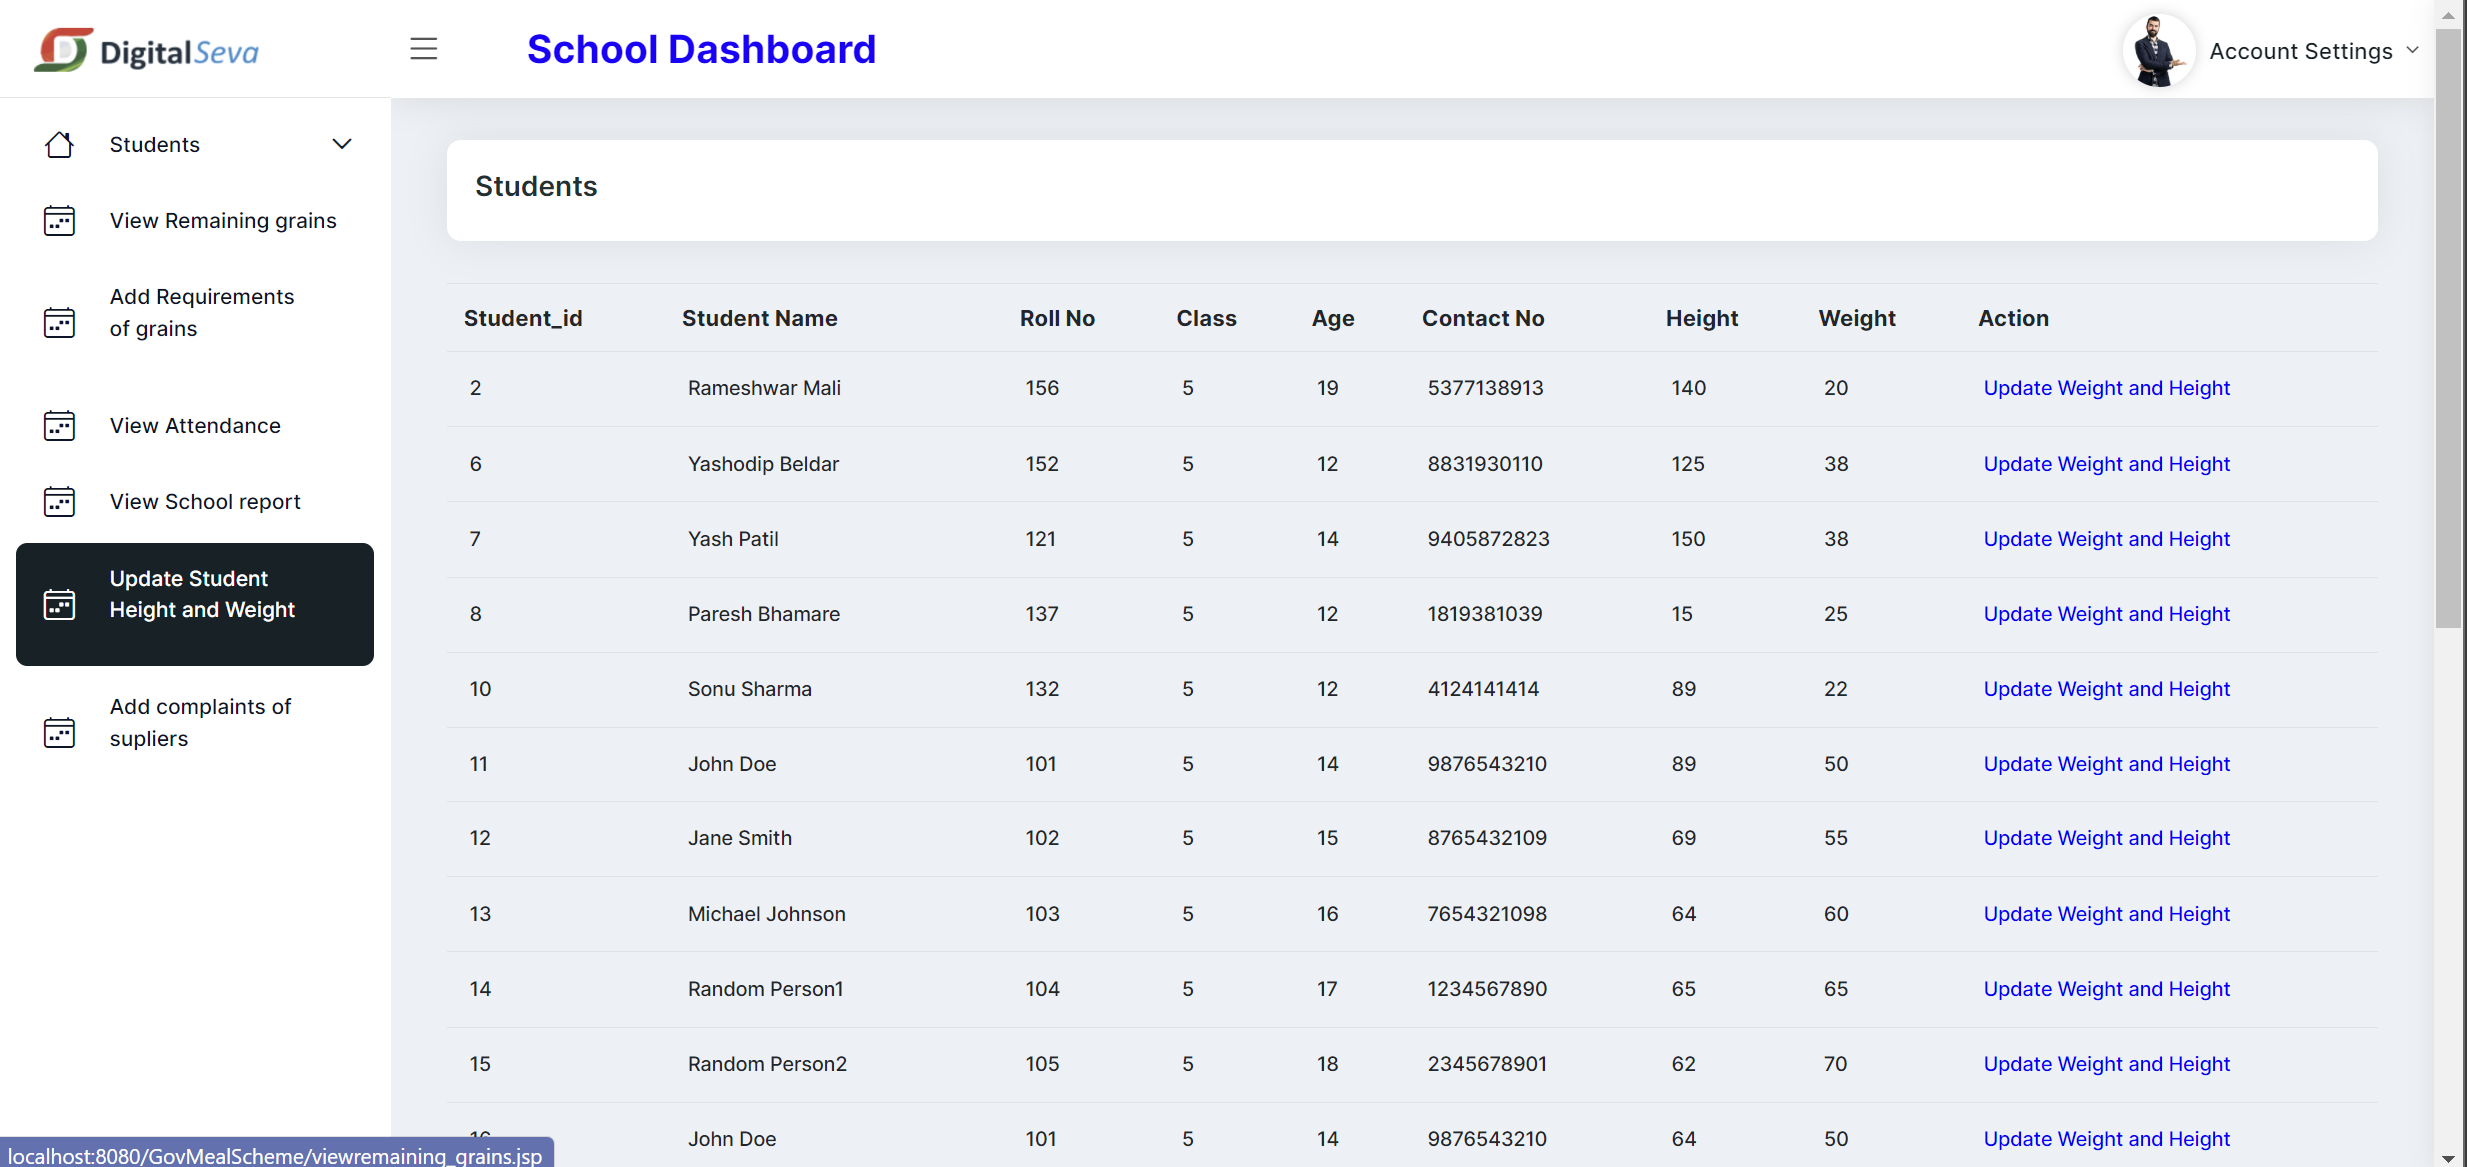 DigitalSeva
School Dashboard
Account Settings
Students
View Remaining grains
Add Requirements
of grains
View Attendance
View School report
Update Student
Height and Weight
Add complaints of
supliers
Students
Student_id Student Name Roll No Class Age Contact No Height Weight Action
2 Rameshwar Mali 156 5 19 5377138913 140 20 Update Weight and Height
6 Yashodip Beldar 152 5 12 8831930110 125 38 Update Weight and Height
7 Yash Patil 121 5 14 9405872823 150 38 Update Weight and Height
8 Paresh Bhamare 137 5 12 1819381039 15 25 Update Weight and Height
10 Sonu Sharma 132 5 12 4124141414 89 22 Update Weight and Height
11 John Doe 101 5 14 9876543210 89 50 Update Weight and Height
12 Jane Smith 102 5 15 8765432109 69 55 Update Weight and Height
13 Michael Johnson 103 5 16 7654321098 64 60 Update Weight and Height
14 Random Person1 104 5 17 1234567890 65 65 Update Weight and Height
15 Random Person2 105 5 18 2345678901 62 70 Update Weight and Height
16 John Doe 101 5 14 9876543210 64 50 Update Weight and Height
localhost:8080/GovMealScheme/viewremaining_grains.jsp